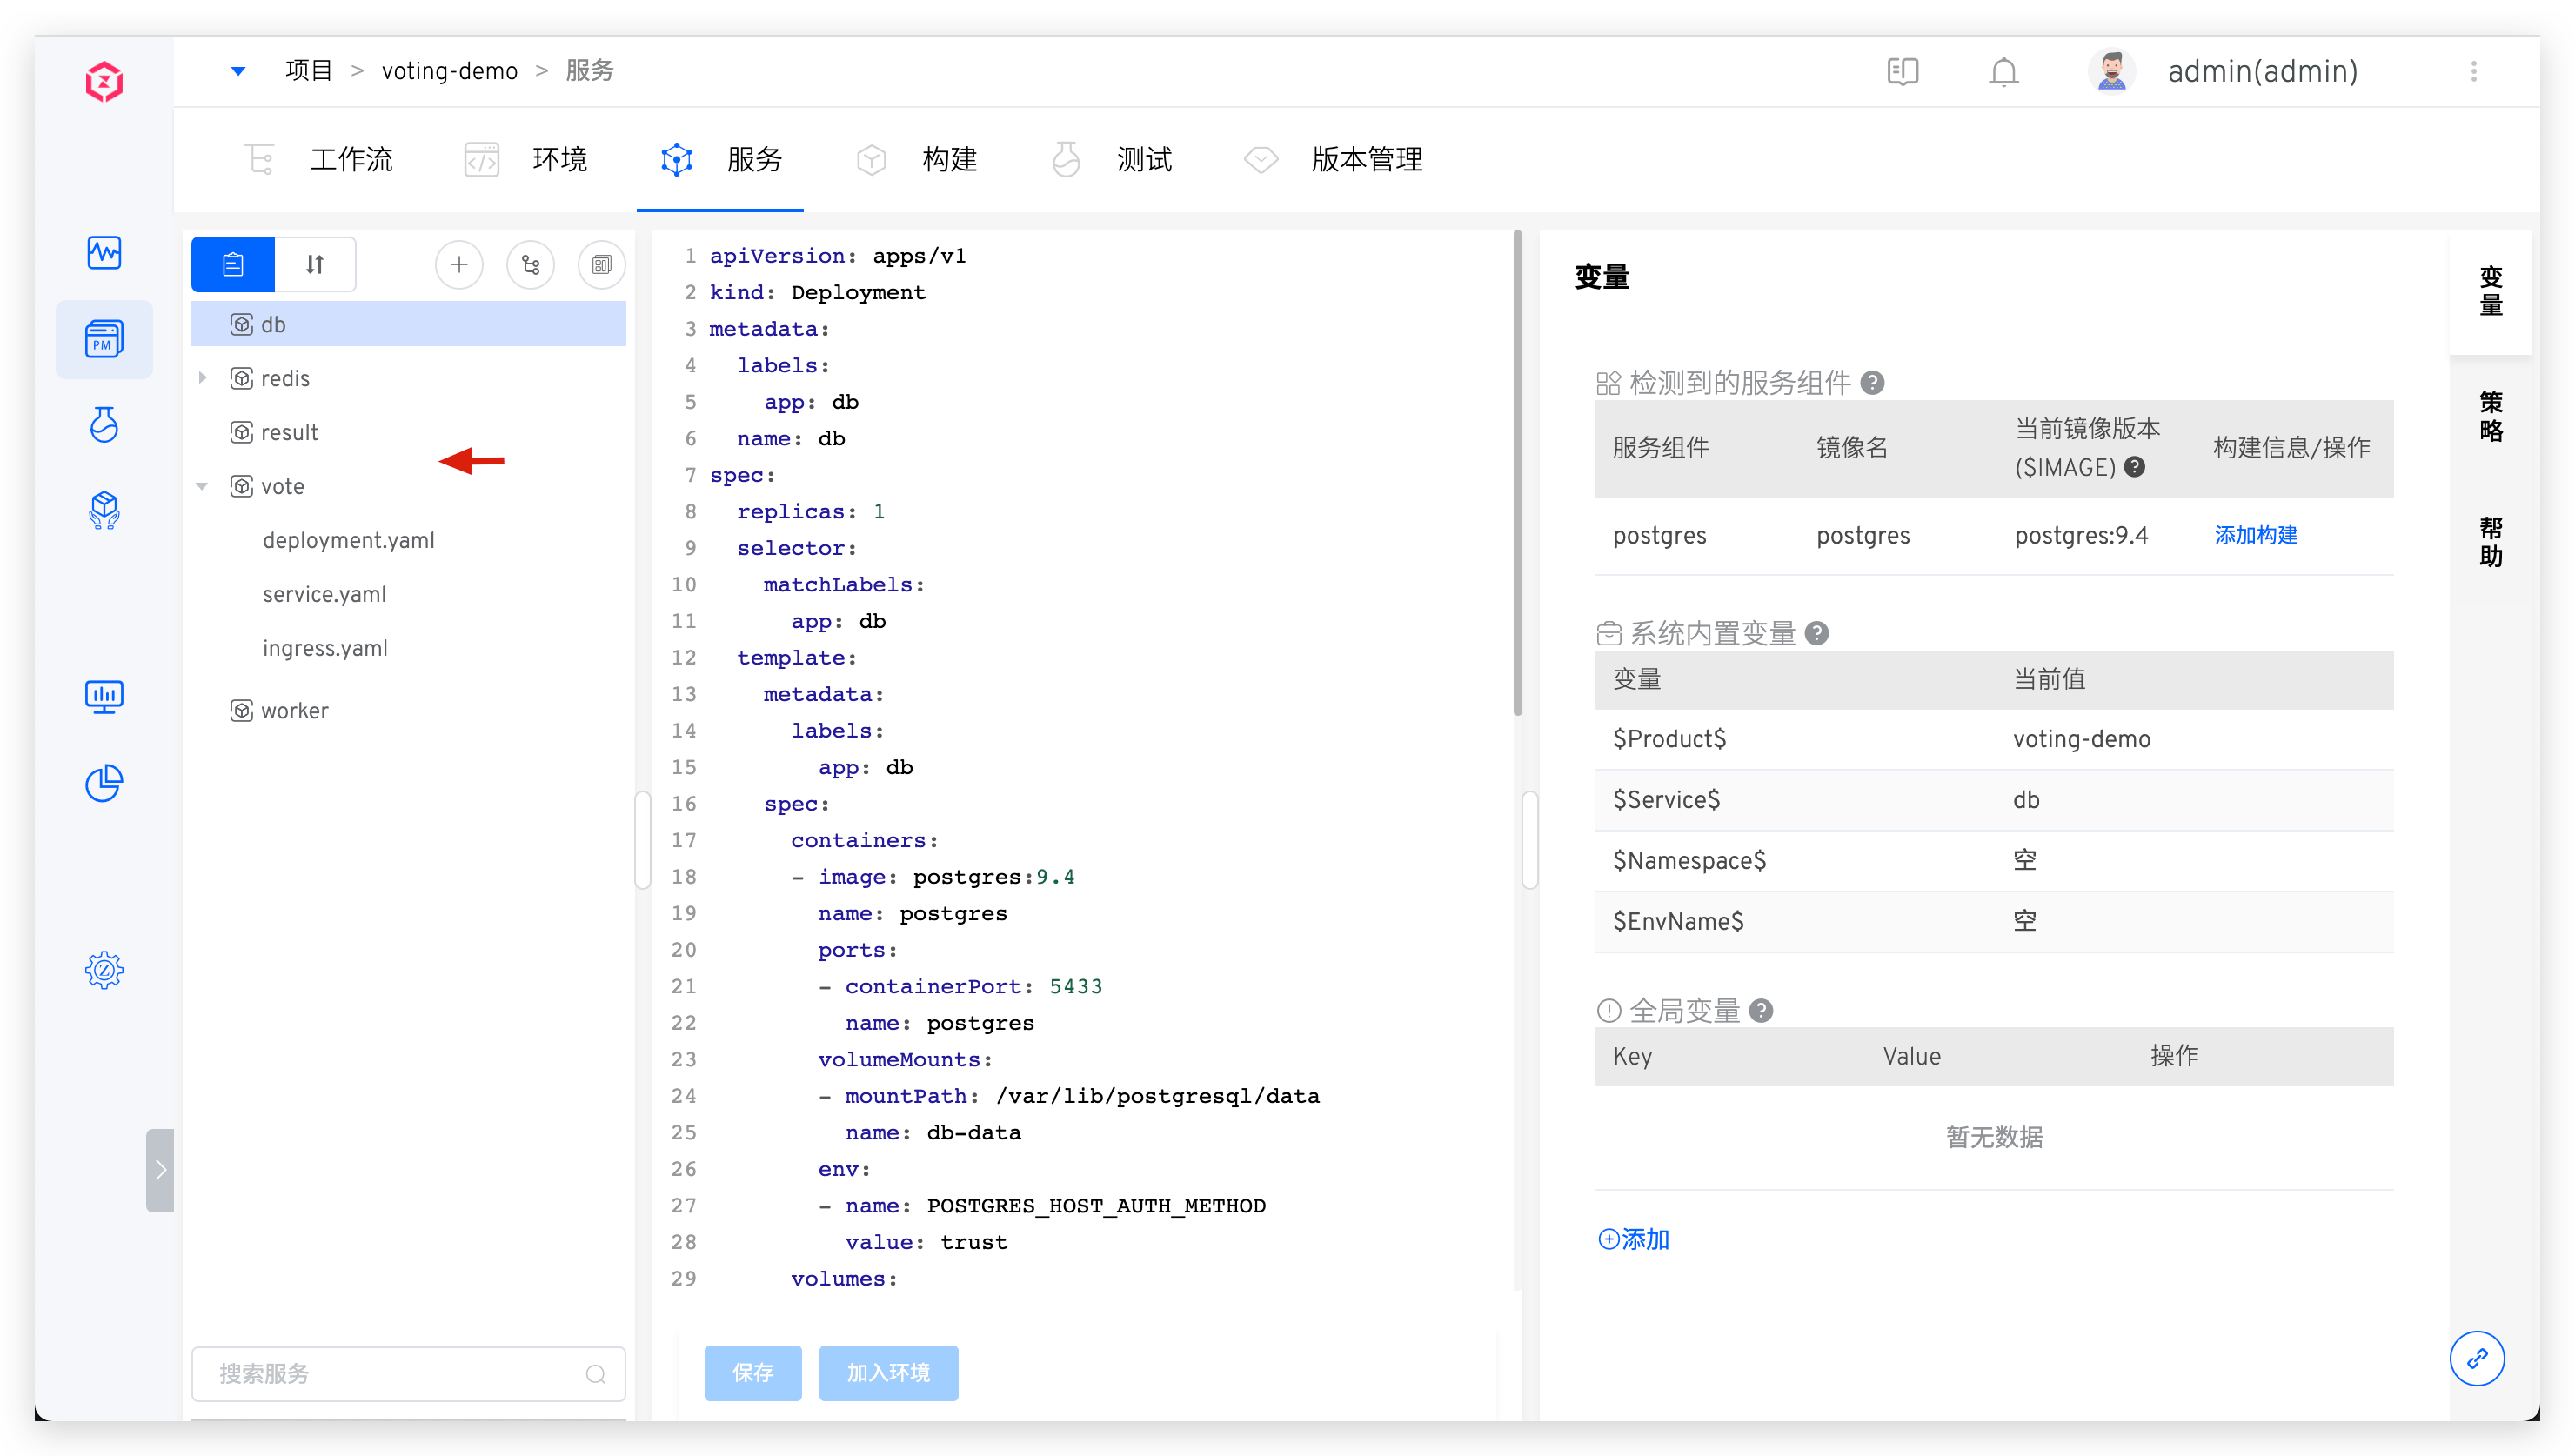 项目 > voting-demo > 服务
admin(admin)
工作流 环境 服务 构建 测试 版本管理
PM
db
redis
result
vote
deployment.yaml
service.yaml
ingress.yaml
worker
搜索服务
1 apiVersion: apps/v1
2 kind: Deployment
3 metadata:
4 labels:
5 app: db
6 name: db
7 spec:
8 replicas: 1
9 selector:
10 matchLabels:
11 app: db
12 template:
13 metadata:
14 labels:
15 app: db
16 spec:
17 containers:
18 - image: postgres:9.4
19 name: postgres
20 ports:
21 - containerPort: 5433
22 name: postgres
23 volumeMounts:
24 - mountPath: /var/lib/postgresql/data
25 name: db-data
26 env:
27 - name: POSTGRES_HOST_AUTH_METHOD
28 value: trust
29 volumes:
保存 加入环境
变量
检测到的服务组件 ?
服务组件 镜像名 当前镜像版本 ($IMAGE) ? 构建信息/操作
postgres postgres postgres:9.4 添加构建
系统内置变量 ?
变量 当前值
$Product$ voting-demo
$Service$ db
$Namespace$ 空
$EnvName$ 空
全局变量 ?
Key Value 操作
暂无数据
添加
变量
策略
帮助